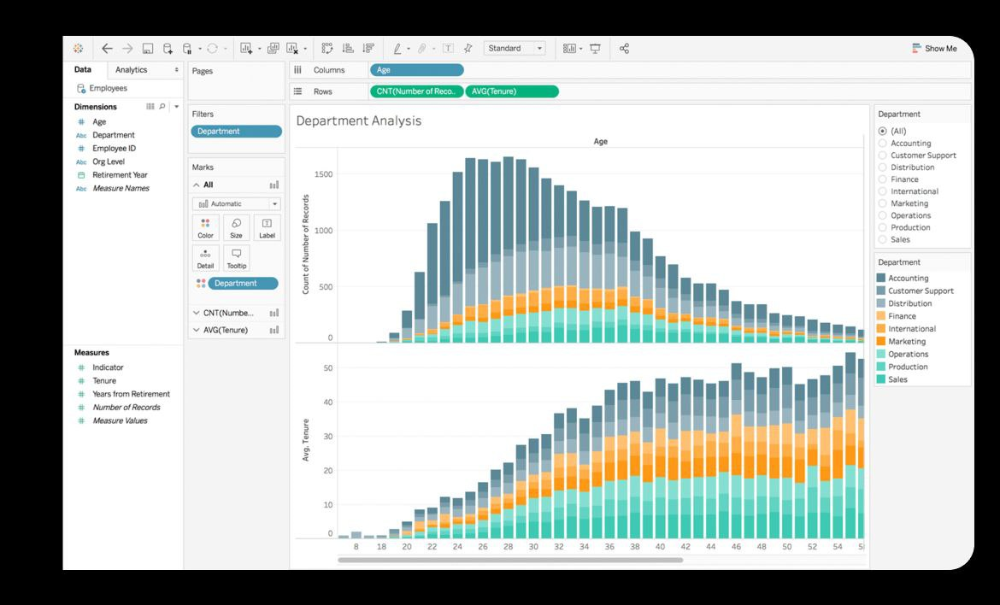 Standard
Show Me
Data
Analytics
Employees
Dimensions
Age
Abc Department
Employee ID
Abc Org Level
Retirement Year
Abc Measure Names
Measures
Indicator
Tenure
Years from Retirement
Number of Records
Measure Values
Pages
Filters
Department
Marks
All
Automatic
Color
Size
Label
Detail
Tooltip
Department
CNT(Numbe...
AVG(Tenure)
Columns
Age
Rows
CNT(Number of Reco..
AVG(Tenure)
Department Analysis
Age
Count of Number of Records
1500
1000
500
0
Avg. Tenure
50
40
30
20
10
0
8 18 20 22 24 26 28 30 32 34 36 38 40 42 44 46 48 50 52 54
Department
(All)
Accounting
Customer Support
Distribution
Finance
International
Marketing
Operations
Production
Sales
Department
Accounting
Customer Support
Distribution
Finance
International
Marketing
Operations
Production
Sales